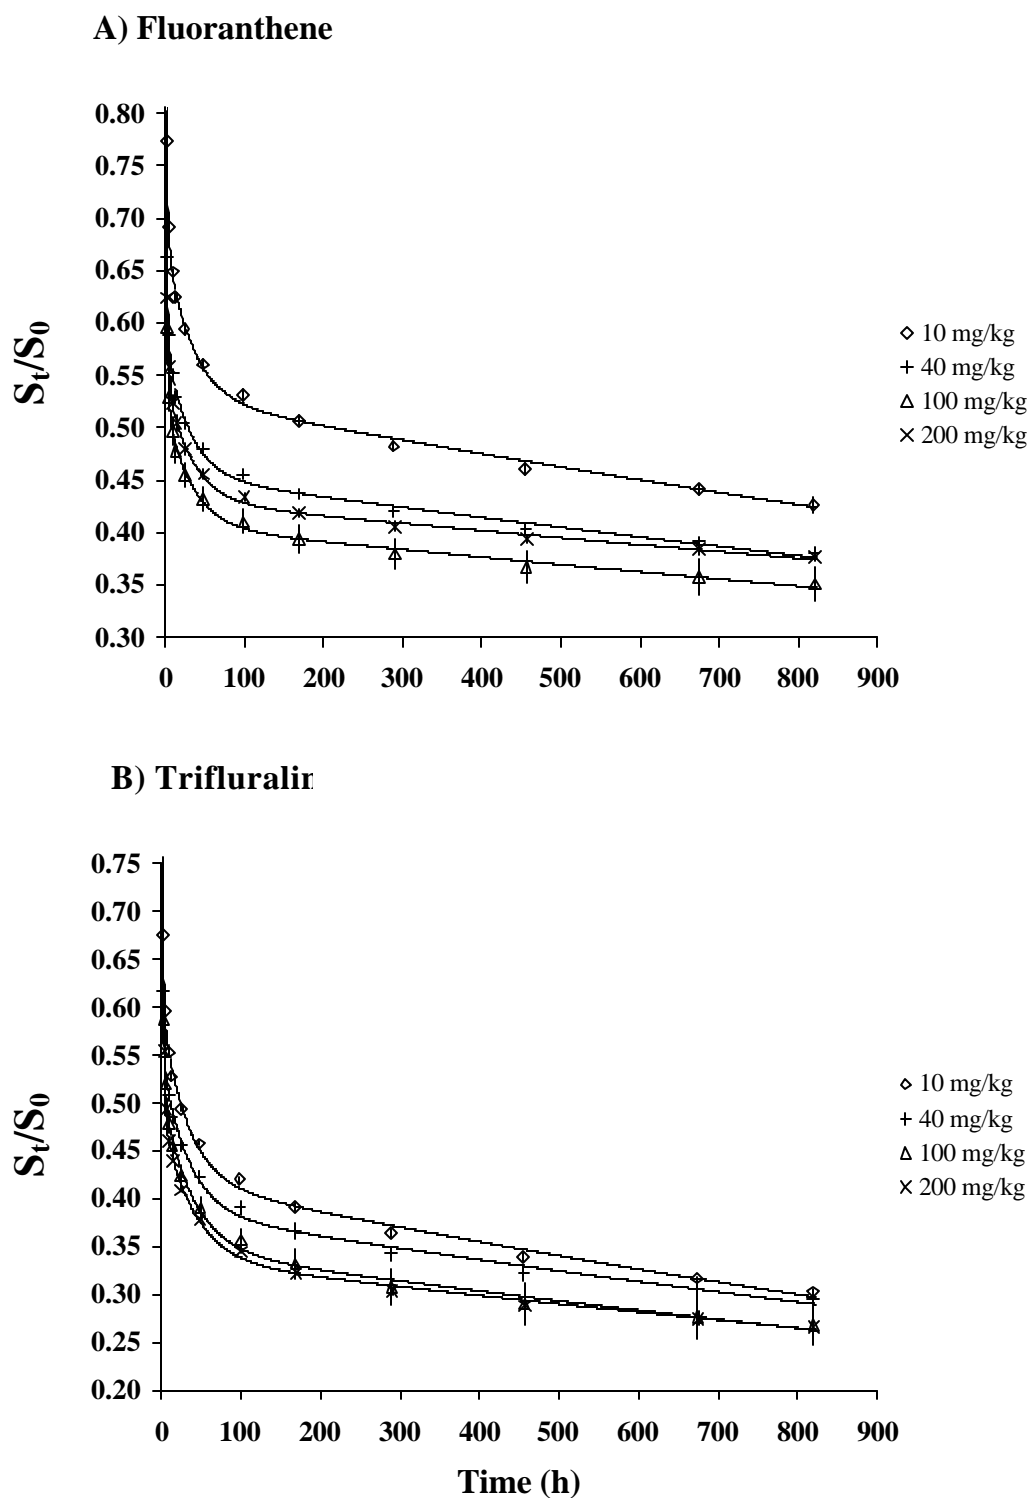 A) Fluoranthene
0.80
0.75
0.70
0.65
0.60
0.55
0.50
0.45
0.40
0.35
0.30
St/S0
0 100 200 300 400 500 600 700 800 900
10 mg/kg
40 mg/kg
100 mg/kg
200 mg/kg
B) Trifluralin
0.75
0.70
0.65
0.60
0.55
0.50
0.45
0.40
0.35
0.30
0.25
0.20
St/S0
0 100 200 300 400 500 600 700 800 900
Time (h)
10 mg/kg
40 mg/kg
100 mg/kg
200 mg/kg